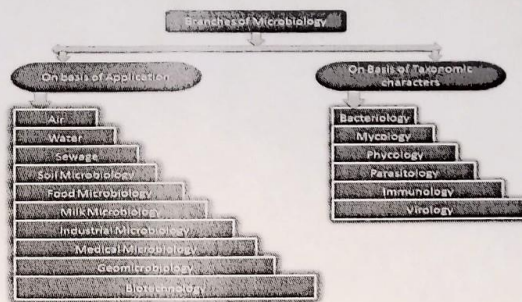 Branches of Microbiology
On basis of Application
Air
Water
Sewage
Soil Microbiology
Food Microbiology
Milk Microbiology
Industrial Microbiology
Medical Microbiology
Geomicrobiology
Biotechnology
On Basis of Taxonomic
characters
Bacteriology
Mycology
Phycology
Parasitology
Immunology
Virology